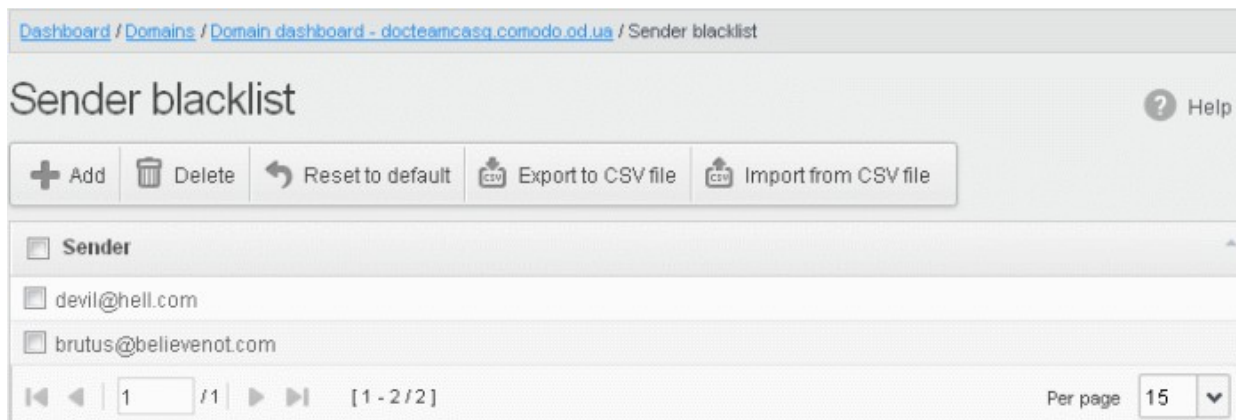 Dashboard / Domains / Domain dashboard - docteamcasg.comodo.od.ua / Sender blacklist
Sender blacklist
Help
Add Delete Reset to default Export to CSV file Import from CSV file
Sender
devil@hell.com
brutus@believenot.com
1 /1 [ 1 - 2 / 2 ] Per page 15